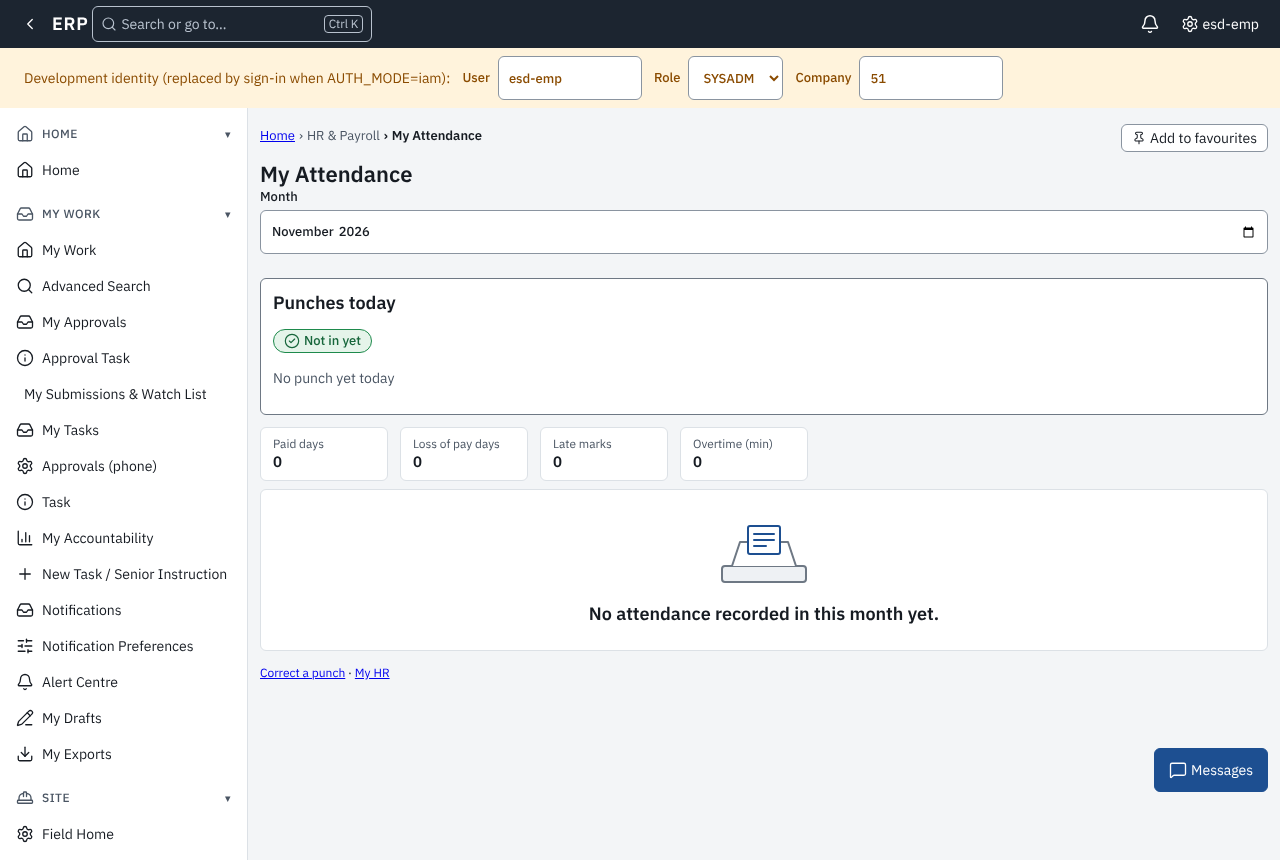 ERP
Search or go to...
Ctrl K
esd-emp
Development identity (replaced by sign-in when AUTH_MODE=iam):
User
esd-emp
Role
SYSADM
Company
51
HOME
Home
MY WORK
My Work
Advanced Search
My Approvals
Approval Task
My Submissions & Watch List
My Tasks
Approvals (phone)
Task
My Accountability
New Task / Senior Instruction
Notifications
Notification Preferences
Alert Centre
My Drafts
My Exports
SITE
Field Home
Home › HR & Payroll › My Attendance
Add to favourites
My Attendance
Month
November 2026
Punches today
Not in yet
No punch yet today
Paid days
0
Loss of pay days
0
Late marks
0
Overtime (min)
0
No attendance recorded in this month yet.
Correct a punch · My HR
Messages